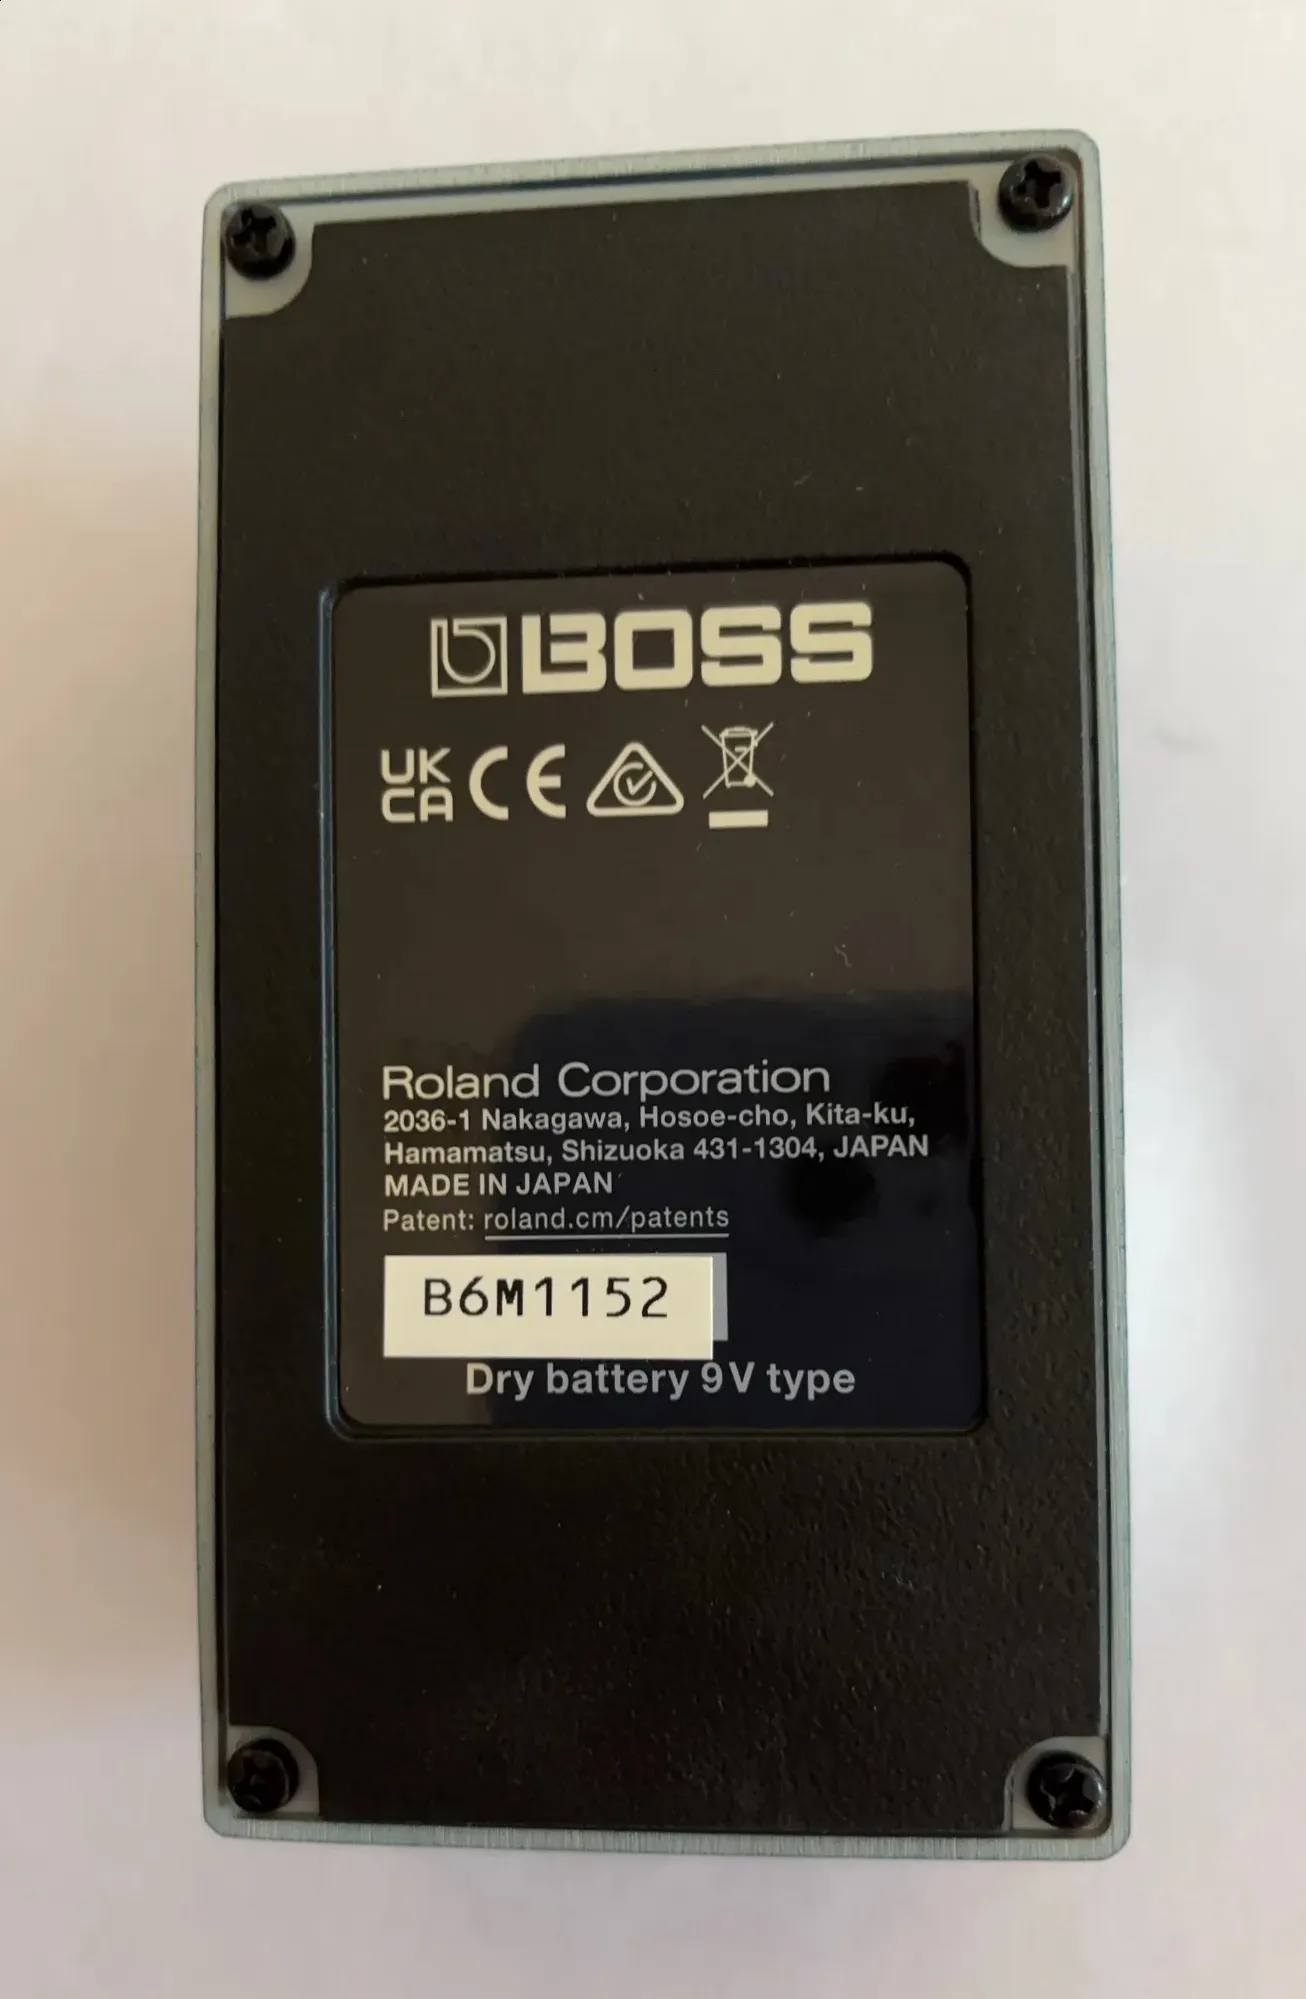 BOSS
UK
CA CE
Roland Corporation
2036-1 Nakagawa, Hosoe-cho, Kita-ku,
Hamamatsu, Shizuoka 431-1304, JAPAN
MADE IN JAPAN
Patent: roland.cm/patents
B6M1152
Dry battery 9V type